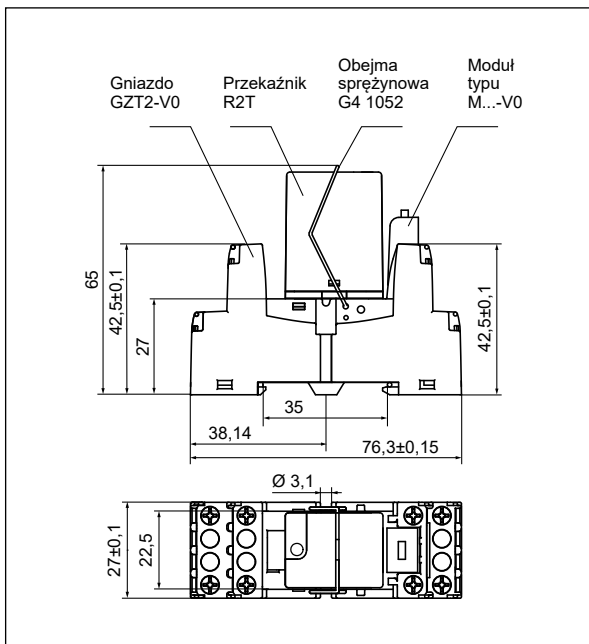 Gniazdo
GZT2-V0
Przekaźnik
R2T
Obejma
sprężynowa
G4 1052
Moduł
typu
M...-V0
65
42,5±0,1
27
42,5±0,1
35
38,14
76,3±0,15
Ø 3,1
27±0,1
22,5